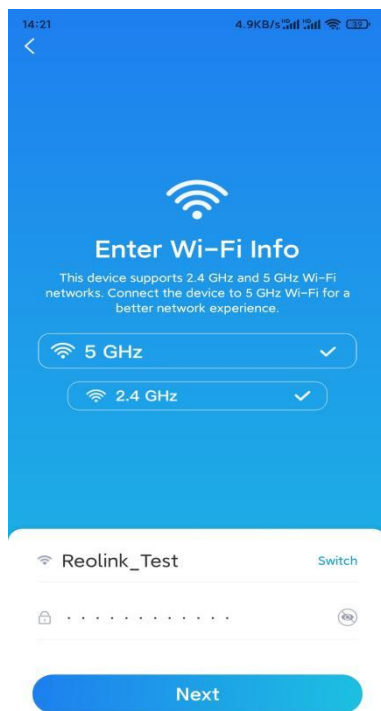 14:21 4.9KB/s 39
Enter Wi-Fi Info
This device supports 2.4 GHz and 5 GHz Wi-Fi
networks. Connect the device to 5 GHz Wi-Fi for a
better network experience.
5 GHz
2.4 GHz
Reolink_Test Switch
Next